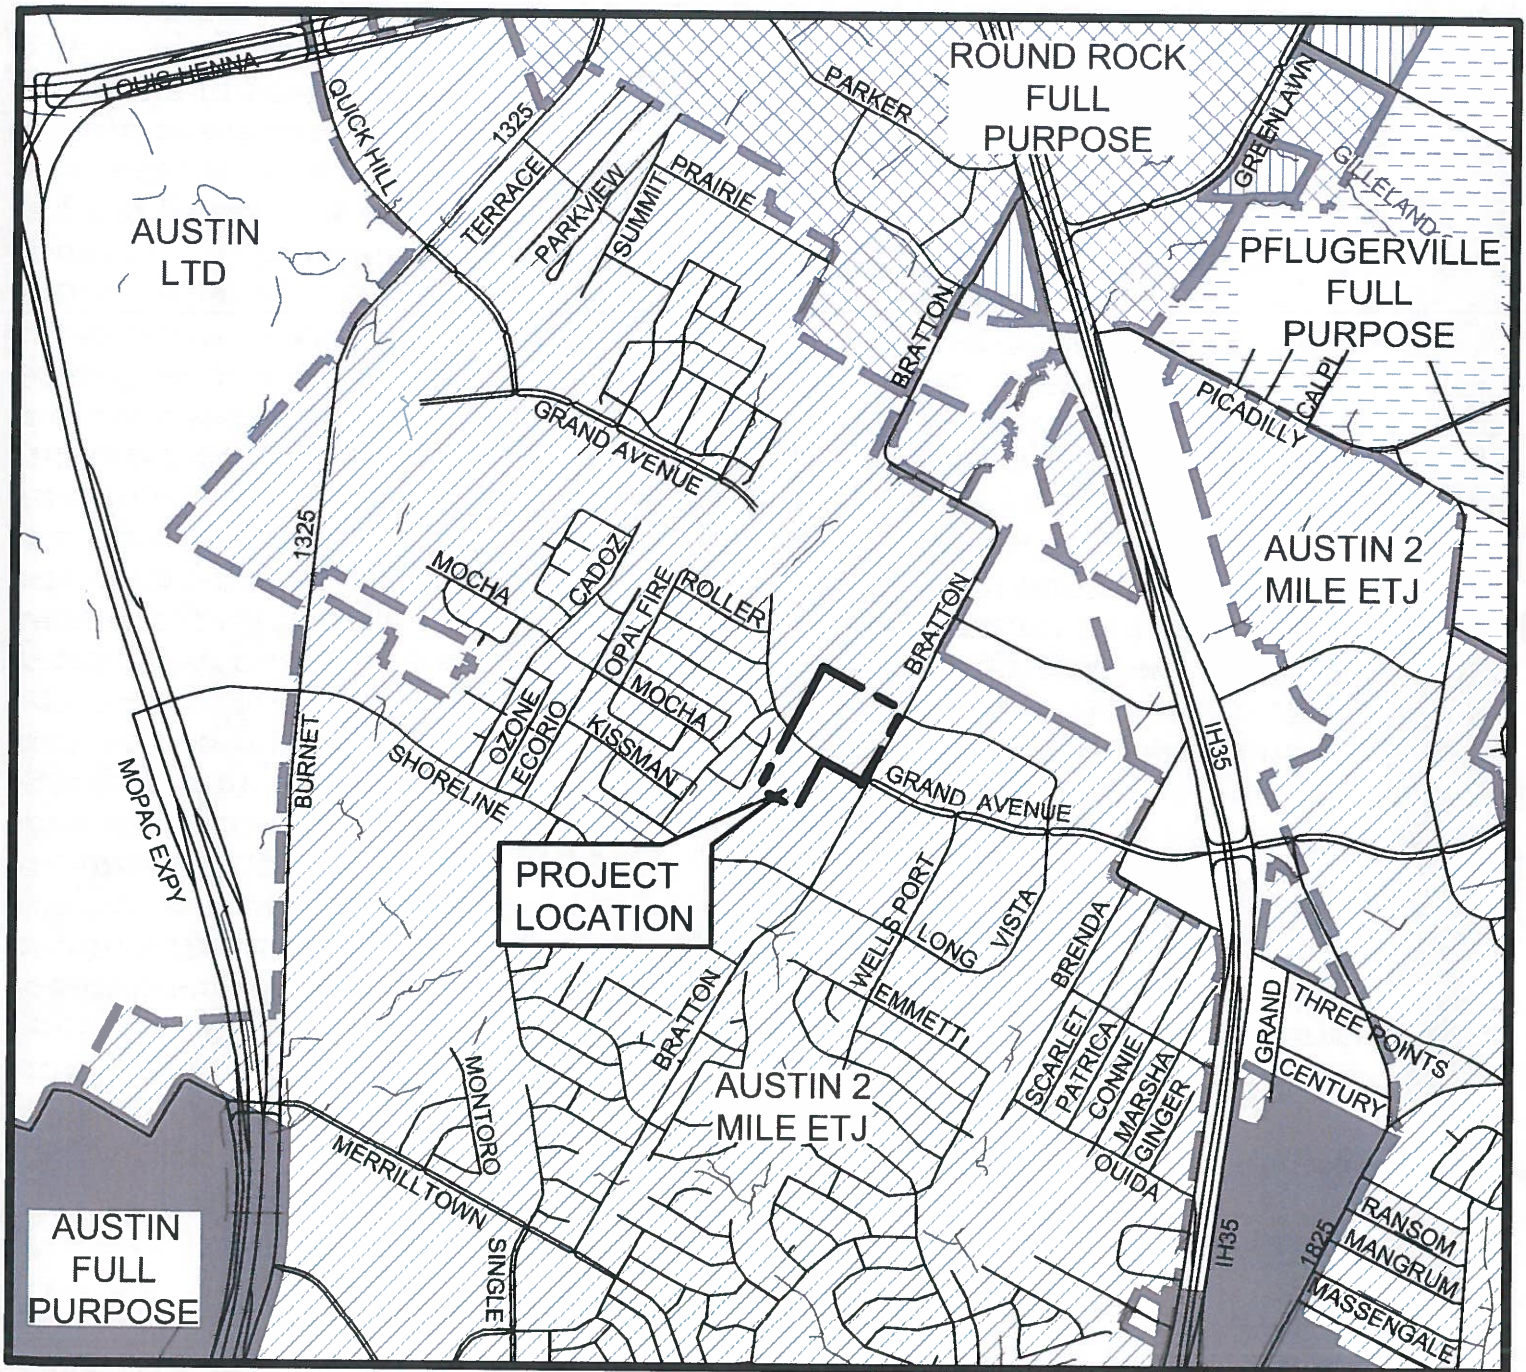 LOUIS HENNA
QUICK HILL
1325
PARKER
ROUND ROCK
FULL
PURPOSE
GREENLAWN
GILLELAND
AUSTIN
LTD
TERRACE
PARKVIEW
SUMMIT
PRAIRIE
BRATTON
PFLUGERVILLE
FULL
PURPOSE
CALPI
PICADILLY
GRAND AVENUE
1325
MOCHA
CADOZ
OPAL FIRE
ROLLER
BRATTON
AUSTIN 2
MILE ETJ
OZONE
ECORIO
MOCHA
KISSMAN
SHORELINE
BURNET
MOPAC EXPY
IH35
GRAND AVENUE
PROJECT
LOCATION
WELLS PORT
LONG
VISTA
BRENDA
EMMETT
BRATTON
SCARLET
PATRICA
CONNIE
MARSHA
GINGER
OUIDA
GRAND
THREE POINTS
CENTURY
AUSTIN 2
MILE ETJ
MONTORO
MERRILLTOWN
SINGLE
AUSTIN
FULL
PURPOSE
IH35
1825
RANSOM
MANGRUM
MASSENGALE